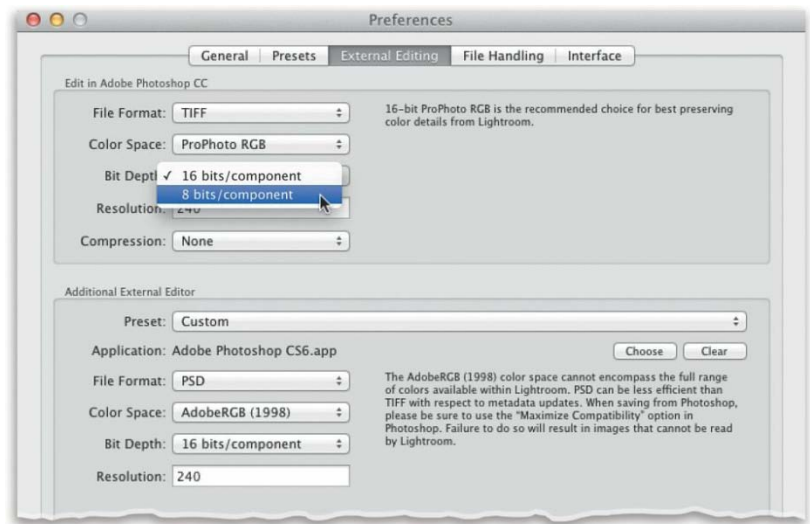 Preferences
General Presets External Editing File Handling Interface
Edit in Adobe Photoshop CC
File Format: TIFF
16-bit ProPhoto RGB is the recommended choice for best preserving
color details from Lightroom.
Color Space: ProPhoto RGB
Bit Depth ✓ 16 bits/component
8 bits/component
Resolution: 240
Compression: None
Additional External Editor
Preset: Custom
Application: Adobe Photoshop CS6.app
Choose Clear
File Format: PSD
The AdobeRGB (1998) color space cannot encompass the full range
of colors available within Lightroom. PSD can be less efficient than
TIFF with respect to metadata updates. When saving from Photoshop,
please be sure to use the "Maximize Compatibility" option in
Photoshop. Failure to do so will result in images that cannot be read
by Lightroom.
Color Space: AdobeRGB (1998)
Bit Depth: 16 bits/component
Resolution: 240